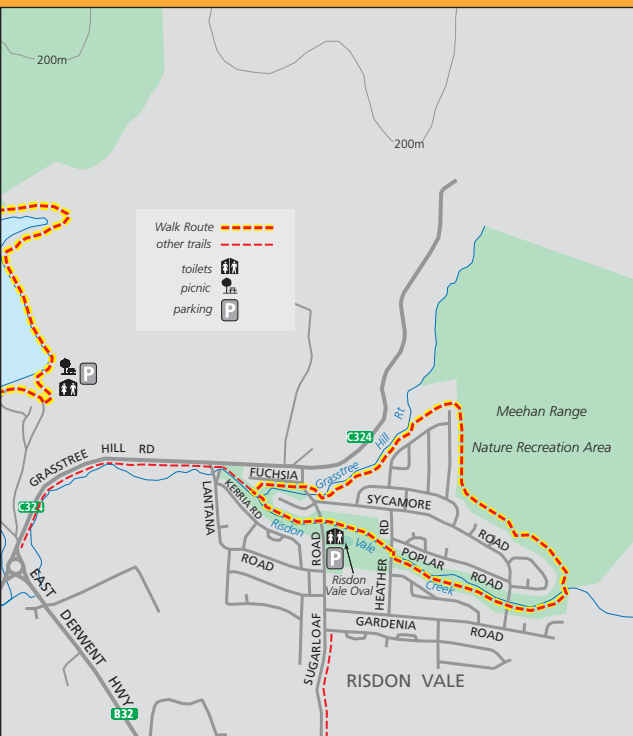 200m
200m
Walk Route
other trails
toilets
picnic
parking
P
P
Meehan Range
Nature Recreation Area
C324
Grasstree Hill Rt
GRASSTREE HILL RD
FUCHSIA
SYCAMORE
ROAD
C324
LANTANA
ROAD
KERRIA RD
Risdon Vale Creek
ROAD
P
Risdon
Vale Oval
HEATHER RD
POPLAR
ROAD
GARDENIA
ROAD
SUGARLOAF
EAST DERWENT HWY
B32
RISDON VALE